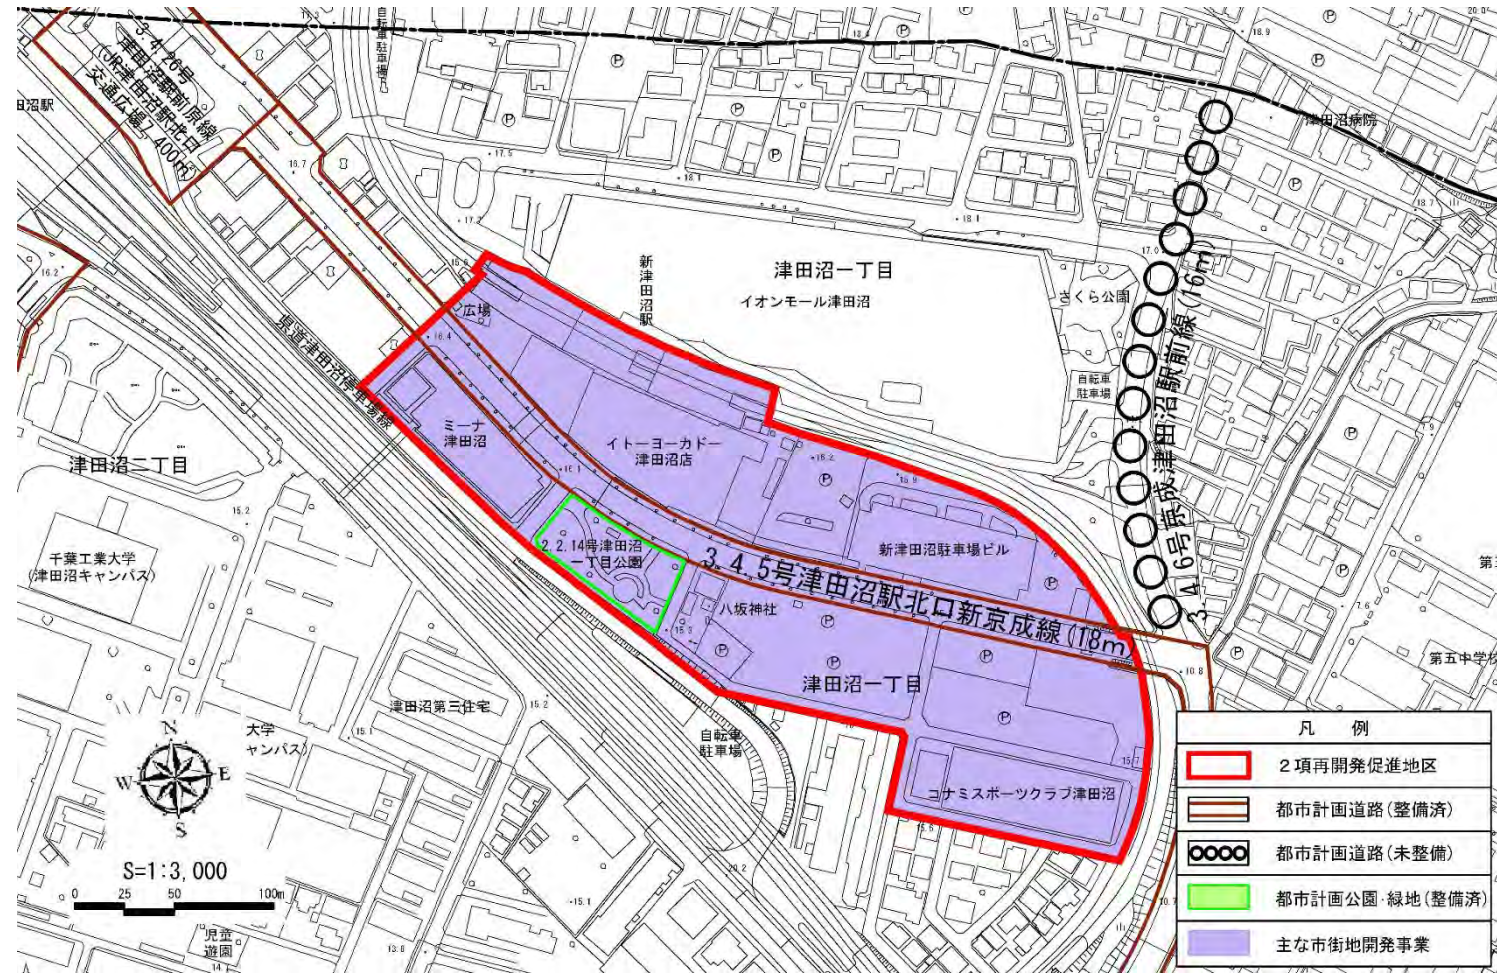 3・4・20号
津田沼駅前原線
(JR津田沼駅北口
交通広場7,400㎡)
田沼駅
自転車駐車場
県道津田沼停車場線
広場
新津田沼駅
津田沼一丁目
イオンモール津田沼
さくら公園
自転車
駐車場
津田沼病院
3.4.6号京成津田沼駅前線(16m)
ミーナ
津田沼
イトーヨーカドー
津田沼店
2.2.14号津田沼
一丁目公園
新津田沼駐車場ビル
3.4.5号津田沼駅北口新京成線(18m)
八坂神社
津田沼一丁目
コナミスポーツクラブ津田沼
津田沼二丁目
千葉工業大学
(津田沼キャンパス)
津田沼第三住宅
自転車
駐車場
大学
ャンパス)
児童
遊園
第五中学校
N
W
E
S
S=1:3,000
0 25 50 100m
凡 例
2項再開発促進地区
都市計画道路(整備済)
都市計画道路(未整備)
都市計画公園・緑地(整備済)
主な市街地開発事業